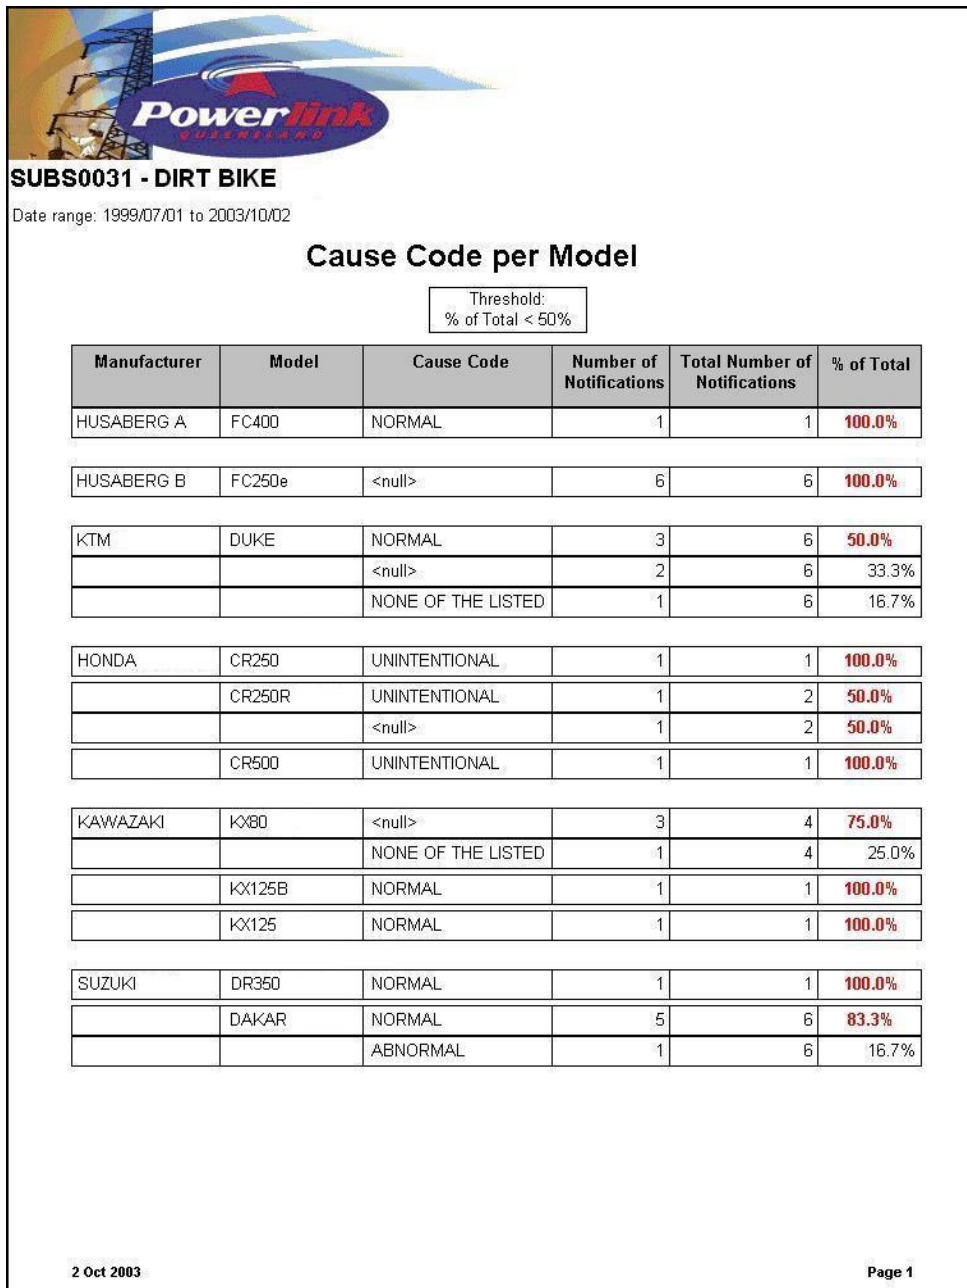 Powerlink
QUEENSLAND
SUBS0031 - DIRT BIKE
Date range: 1999/07/01 to 2003/10/02
Cause Code per Model
Threshold:
% of Total < 50%
Manufacturer Model Cause Code Number of Notifications Total Number of Notifications % of Total
HUSABERG A FC400 NORMAL 1 1 100.0%
HUSABERG B FC250e <null> 6 6 100.0%
KTM DUKE NORMAL 3 6 50.0%
<null> 2 6 33.3%
NONE OF THE LISTED 1 6 16.7%
HONDA CR250 UNINTENTIONAL 1 1 100.0%
CR250R UNINTENTIONAL 1 2 50.0%
<null> 1 2 50.0%
CR500 UNINTENTIONAL 1 1 100.0%
KAWAZAKI KX80 <null> 3 4 75.0%
NONE OF THE LISTED 1 4 25.0%
KX125B NORMAL 1 1 100.0%
KX125 NORMAL 1 1 100.0%
SUZUKI DR350 NORMAL 1 1 100.0%
DAKAR NORMAL 5 6 83.3%
ABNORMAL 1 6 16.7%
2 Oct 2003 Page 1